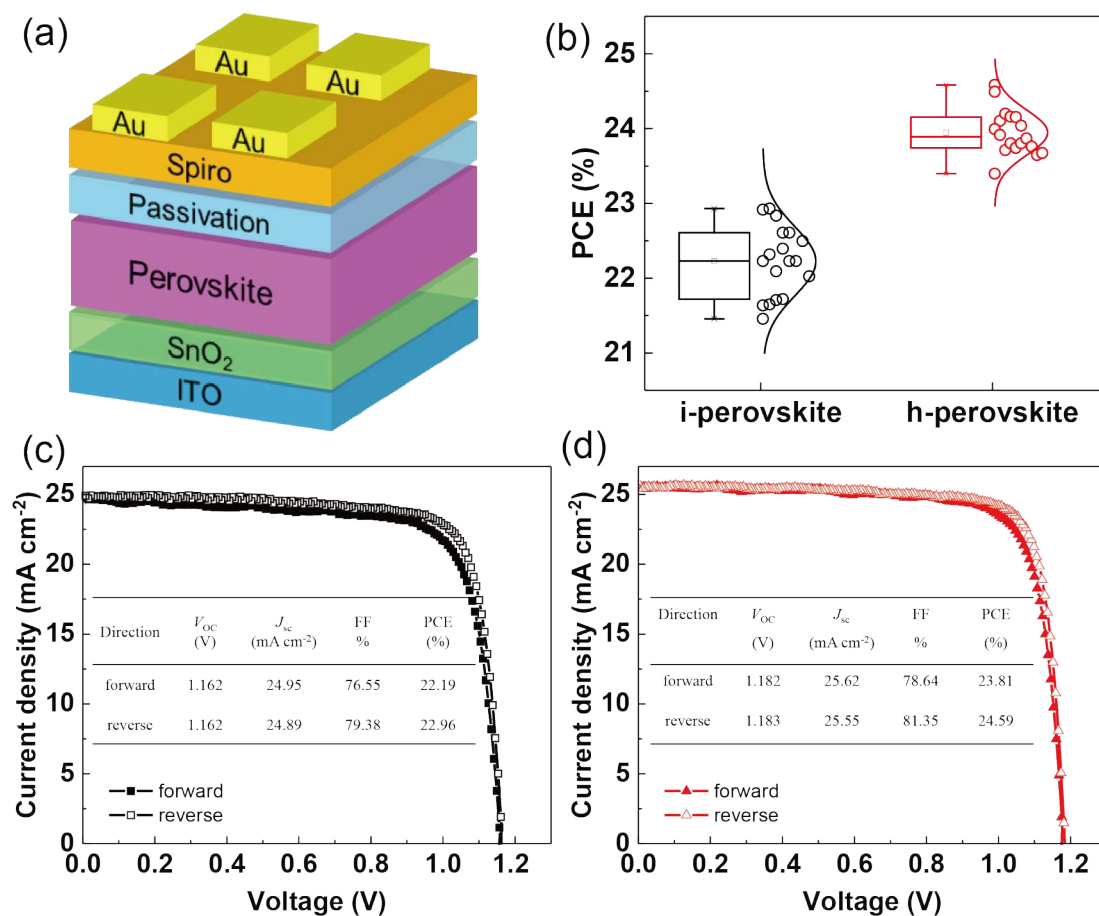 (a)
Au
Au
Au
Au
Spiro
Passivation
Perovskite
SnO₂
ITO
(b)
PCE (%)
25
24
23
22
21
i-perovskite
h-perovskite
(c)
Current density (mA cm⁻²)
25
20
15
10
5
0
Direction V_OC (V) J_sc (mA cm⁻²) FF % PCE (%)
forward 1.162 24.95 76.55 22.19
reverse 1.162 24.89 79.38 22.96
forward
reverse
0.0 0.2 0.4 0.6 0.8 1.0 1.2
Voltage (V)
(d)
Current density (mA cm⁻²)
25
20
15
10
5
0
Direction V_OC (V) J_sc (mA cm⁻²) FF % PCE (%)
forward 1.182 25.62 78.64 23.81
reverse 1.183 25.55 81.35 24.59
forward
reverse
0.0 0.2 0.4 0.6 0.8 1.0 1.2
Voltage (V)